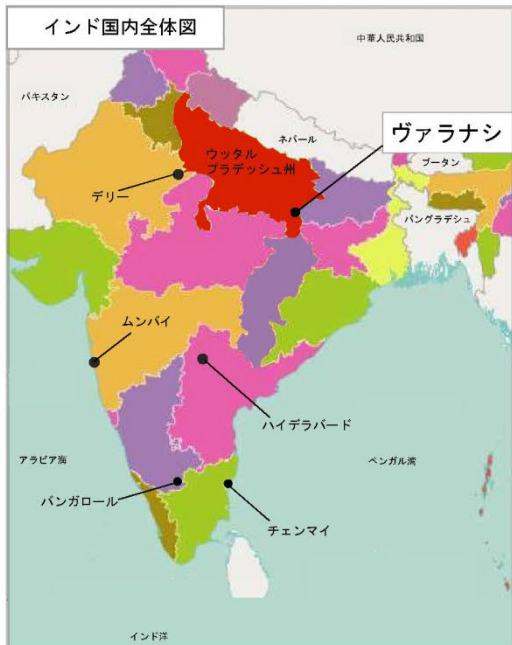 インド国内全体図
中華人民共和国
パキスタン
ネパール
ヴァラナシ
ウッタル
プラデッシュ州
ブータン
デリー
バングラデシュ
ムンバイ
ハイデラバード
アラビア海
ベンガル湾
バンガロール
チェンマイ
インド洋